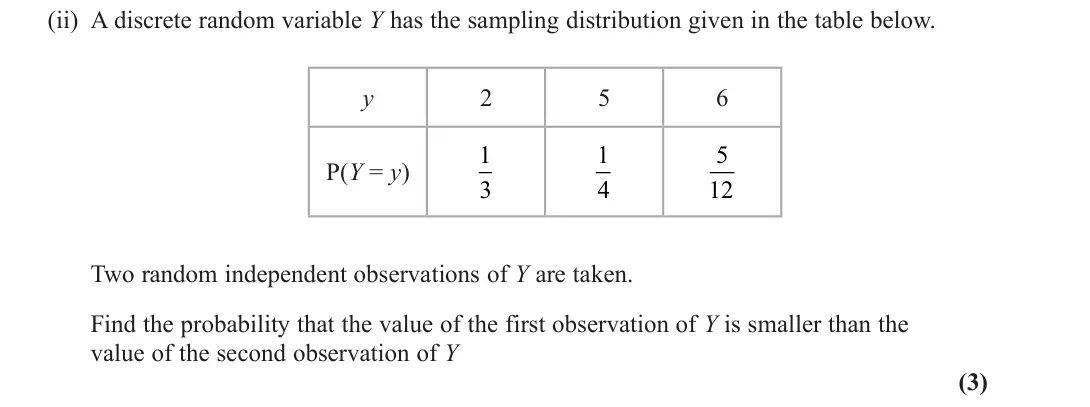 (ii) A discrete random variable Y has the sampling distribution given in the table below.
y 2 5 6
P(Y = y) 1/3 1/4 5/12
Two random independent observations of Y are taken.
Find the probability that the value of the first observation of Y is smaller than the
value of the second observation of Y
(3)